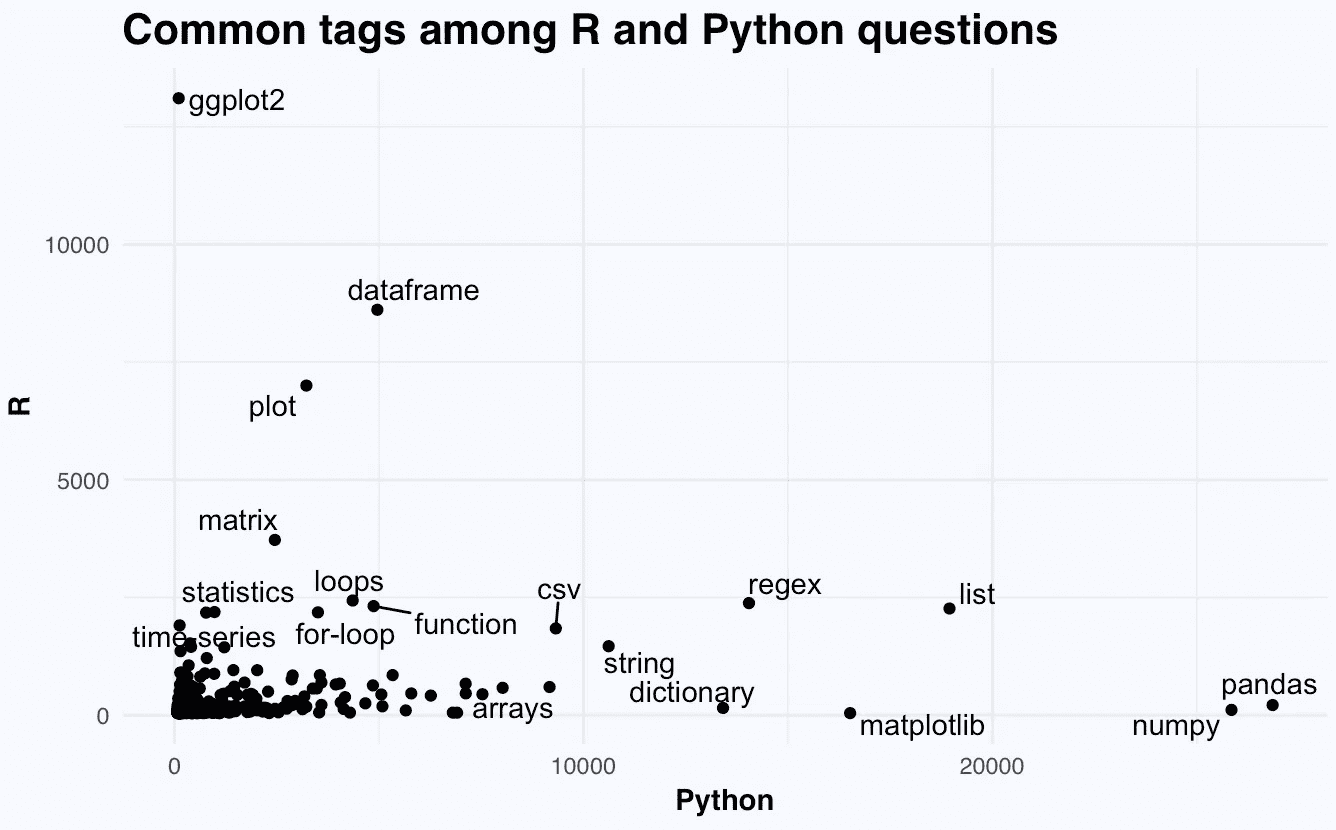 Common tags among R and Python questions
ggplot2
10000
dataframe
plot
R
5000
matrix
loops
statistics
csv
regex
list
function
time-series
for-loop
string
dictionary
pandas
arrays
0
matplotlib
numpy
0
10000
20000
Python